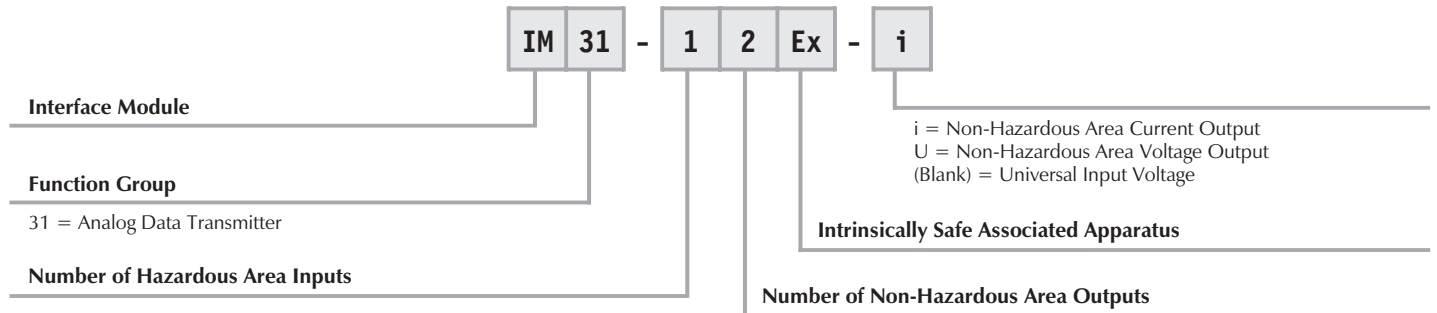 IM 31 - 1 2 Ex - i
Interface Module
i = Non-Hazardous Area Current Output
U = Non-Hazardous Area Voltage Output
(Blank) = Universal Input Voltage
Function Group
31 = Analog Data Transmitter
Intrinsically Safe Associated Apparatus
Number of Hazardous Area Inputs
Number of Non-Hazardous Area Outputs